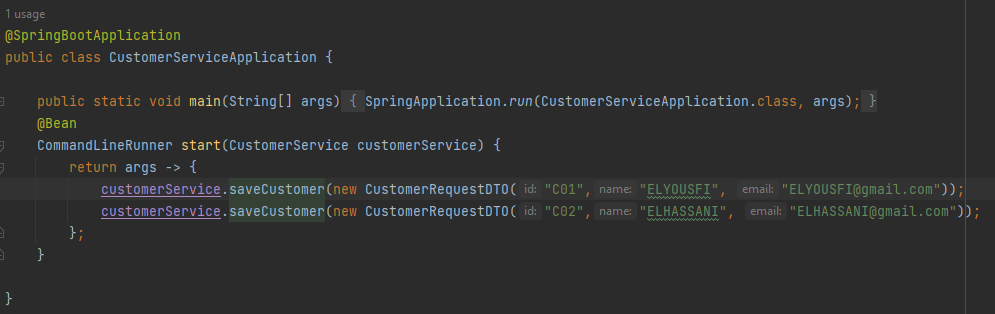 1 usage
@SpringBootApplication
public class CustomerServiceApplication {
public static void main(String[] args) { SpringApplication.run(CustomerServiceApplication.class, args); }
@Bean
CommandLineRunner start(CustomerService customerService) {
return args -> {
customerService.saveCustomer(new CustomerRequestDTO( id: "C01", name: "ELYOUSFI", email: "ELYOUSFI@gmail.com"));
customerService.saveCustomer(new CustomerRequestDTO( id: "C02", name: "ELHASSANI", email: "ELHASSANI@gmail.com"));
};
}
}